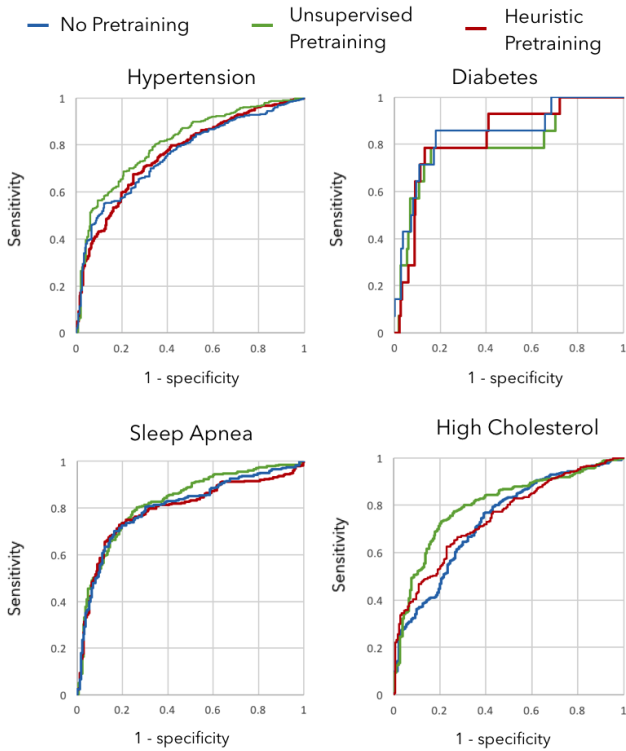 No Pretraining
Unsupervised
Pretraining
Heuristic
Pretraining
Hypertension
Sensitivity
1
0.8
0.6
0.4
0.2
0
0 0.2 0.4 0.6 0.8 1
1 - specificity
Diabetes
Sensitivity
1
0.8
0.6
0.4
0.2
0
0 0.2 0.4 0.6 0.8 1
1 - specificity
Sleep Apnea
Sensitivity
1
0.8
0.6
0.4
0.2
0
0 0.2 0.4 0.6 0.8 1
1 - specificity
High Cholesterol
Sensitivity
1
0.8
0.6
0.4
0.2
0
0 0.2 0.4 0.6 0.8 1
1 - specificity